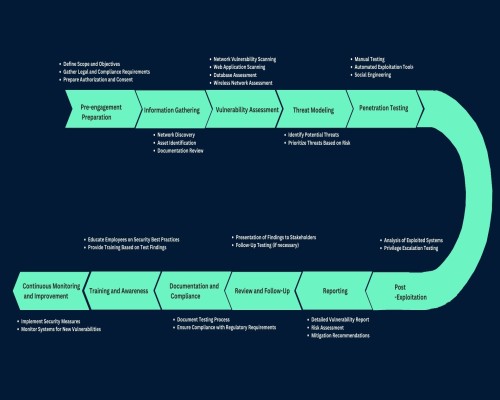 • Define Scope and Objectives
• Gather Legal and Compliance Requirements
• Prepare Authorization and Consent
• Network Vulnerability Scanning
• Web Application Scanning
• Database Assessment
• Wireless Network Assessment
• Manual Testing
• Automated Exploitation Tools
• Social Engineering
Pre-engagement
Preparation
Information Gathering
Vulnerability Assessment
Threat Modeling
Penetration Testing
• Network Discovery
• Asset Identification
• Documentation Review
• Identify Potential Threats
• Prioritize Threats Based on Risk
• Educate Employees on Security Best Practices
• Provide Training Based on Test Findings
• Presentation of Findings to Stakeholders
• Follow-Up Testing (if necessary)
• Analysis of Exploited Systems
• Privilege Escalation Testing
Continuous Monitoring
and Improvement
Training and Awareness
Documentation and
Compliance
Review and Follow-Up
Reporting
Post
-Exploitation
• Implement Security Measures
• Monitor Systems for New Vulnerabilities
• Document Testing Process
• Ensure Compliance with Regulatory Requirements
• Detailed Vulnerability Report
• Risk Assessment
• Mitigation Recommendations